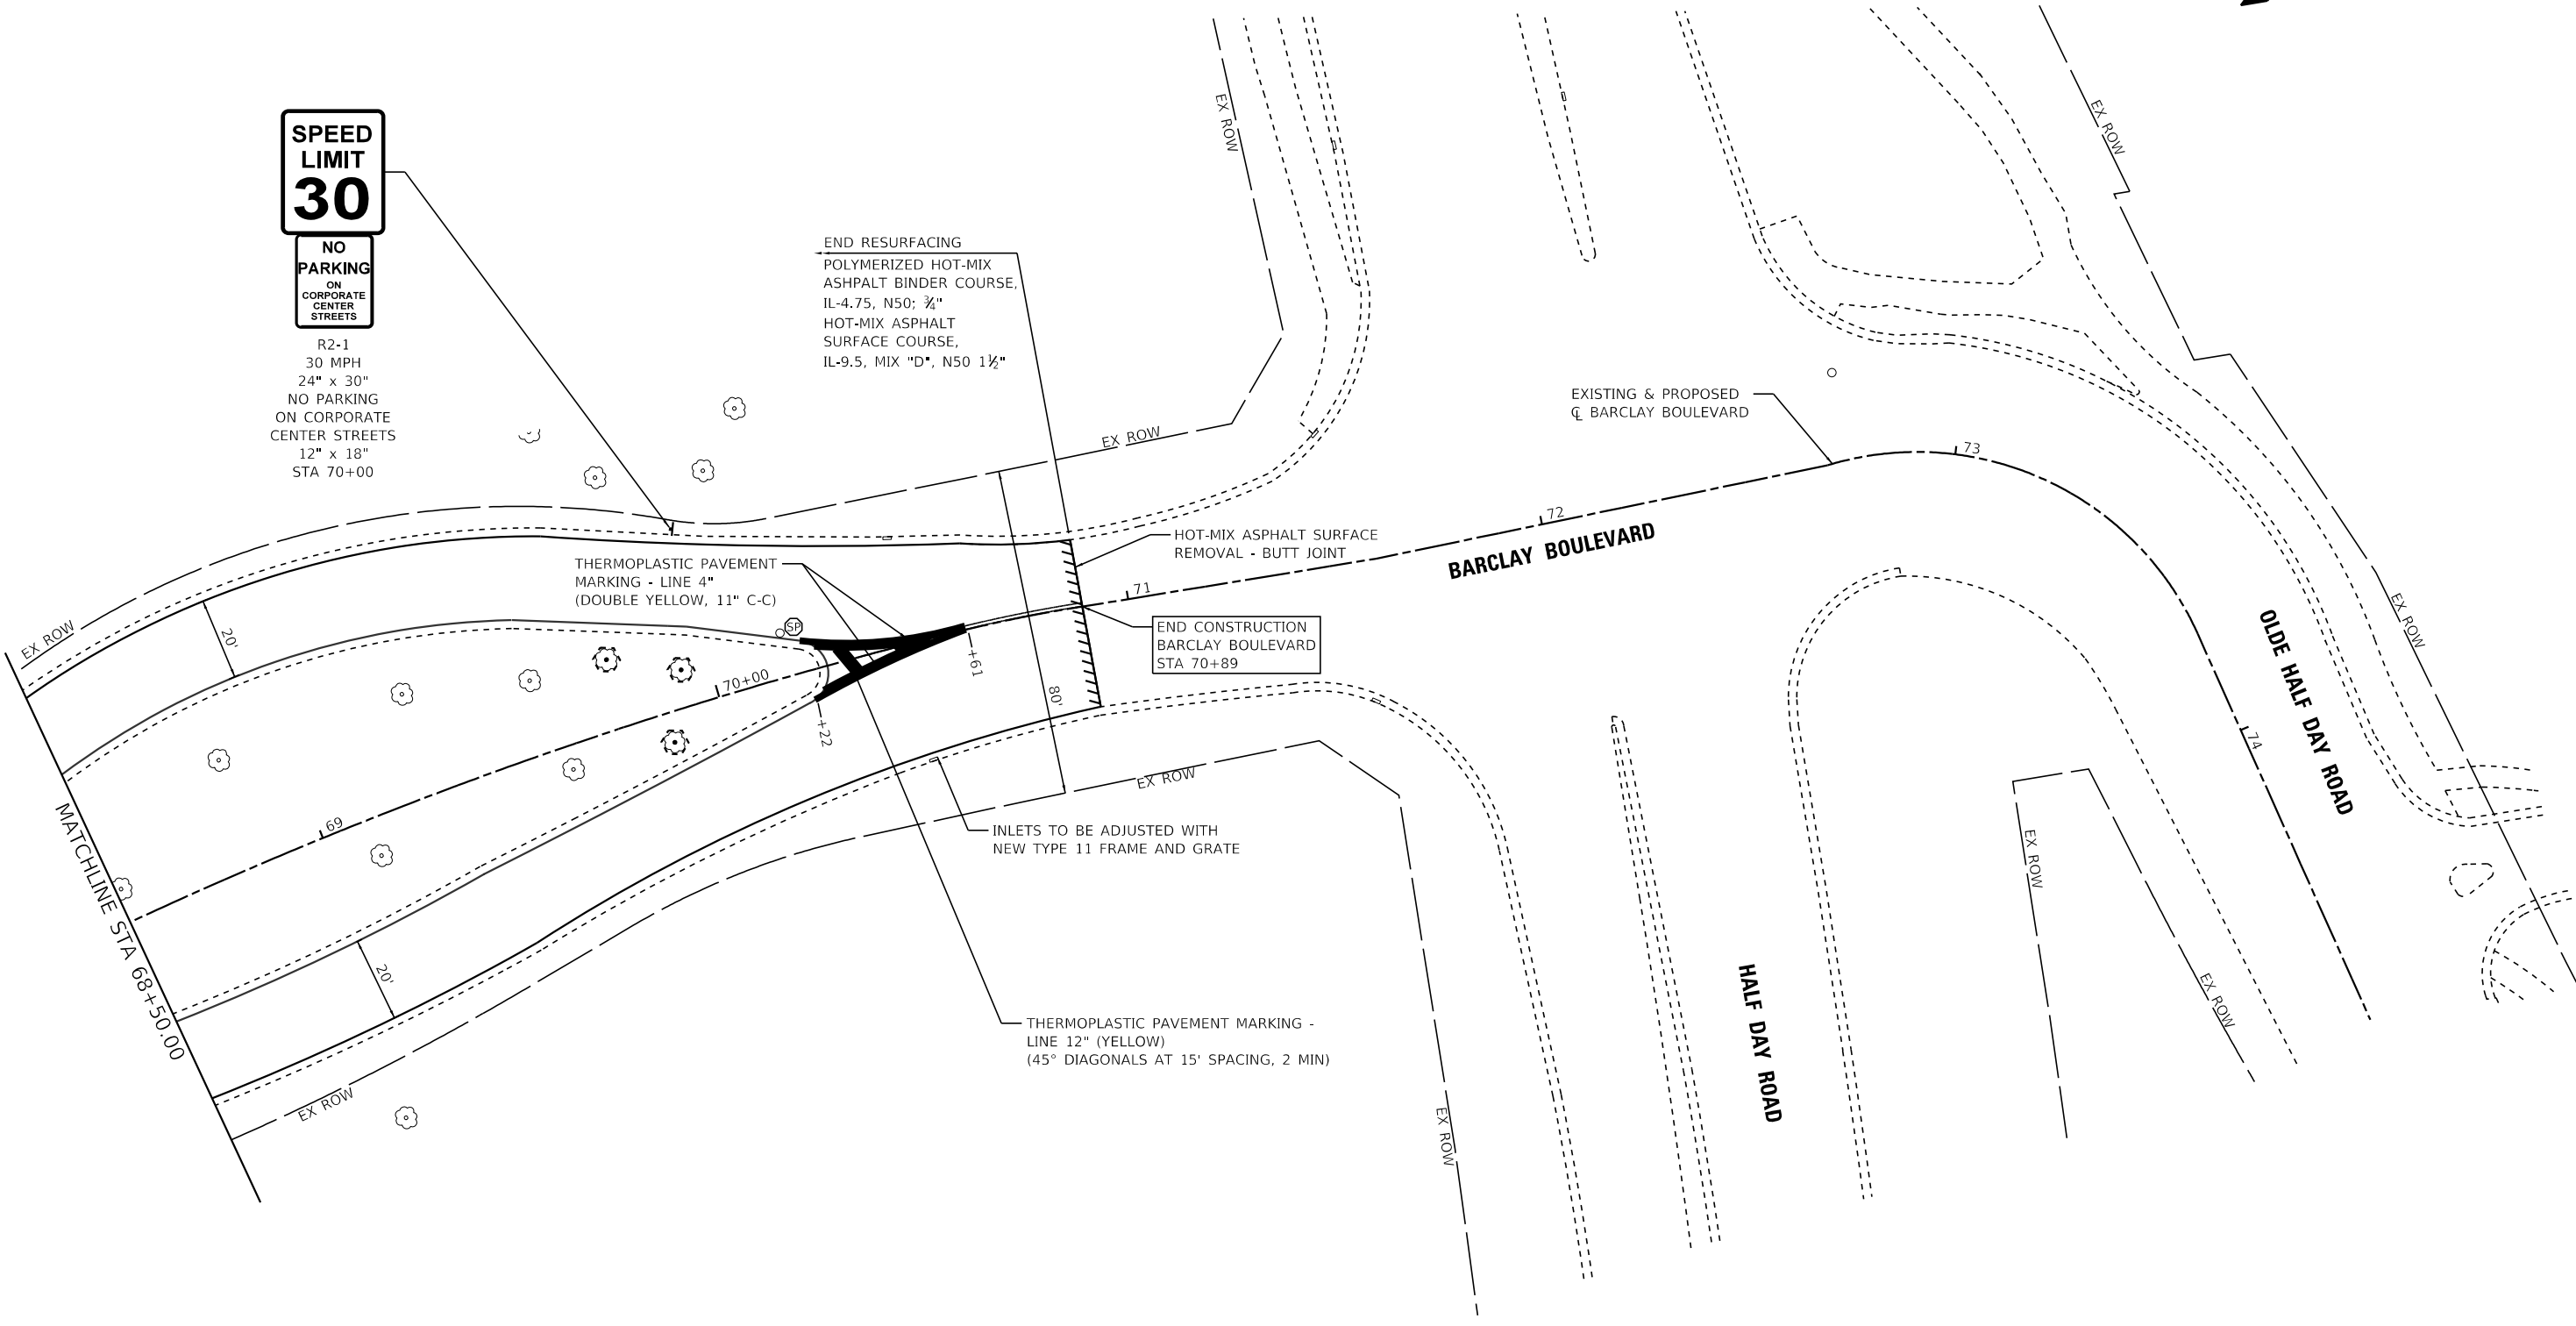 SPEED
LIMIT
30
NO
PARKING
ON
CORPORATE
CENTER
STREETS
R2-1
30 MPH
24" x 30"
NO PARKING
ON CORPORATE
CENTER STREETS
12" x 18"
STA 70+00
END RESURFACING
POLYMERIZED HOT-MIX
ASHPALT BINDER COURSE,
IL-4.75, N50; ¾"
HOT-MIX ASPHALT
SURFACE COURSE,
IL-9.5, MIX "D", N50 1½"
EX ROW
EX ROW
EX ROW
EXISTING & PROPOSED
℄ BARCLAY BOULEVARD
73
72
71
BARCLAY BOULEVARD
HOT-MIX ASPHALT SURFACE
REMOVAL - BUTT JOINT
THERMOPLASTIC PAVEMENT
MARKING - LINE 4"
(DOUBLE YELLOW, 11" C-C)
EX ROW
20'
SP
70+00
+61
+22
80'
END CONSTRUCTION
BARCLAY BOULEVARD
STA 70+89
EX ROW
OLDE HALF DAY ROAD
74
EX ROW
69
MATCHLINE STA 68+50.00
INLETS TO BE ADJUSTED WITH
NEW TYPE 11 FRAME AND GRATE
EX ROW
20'
HALF DAY ROAD
EX ROW
THERMOPLASTIC PAVEMENT MARKING -
LINE 12" (YELLOW)
(45° DIAGONALS AT 15' SPACING, 2 MIN)
EX ROW
EX ROW